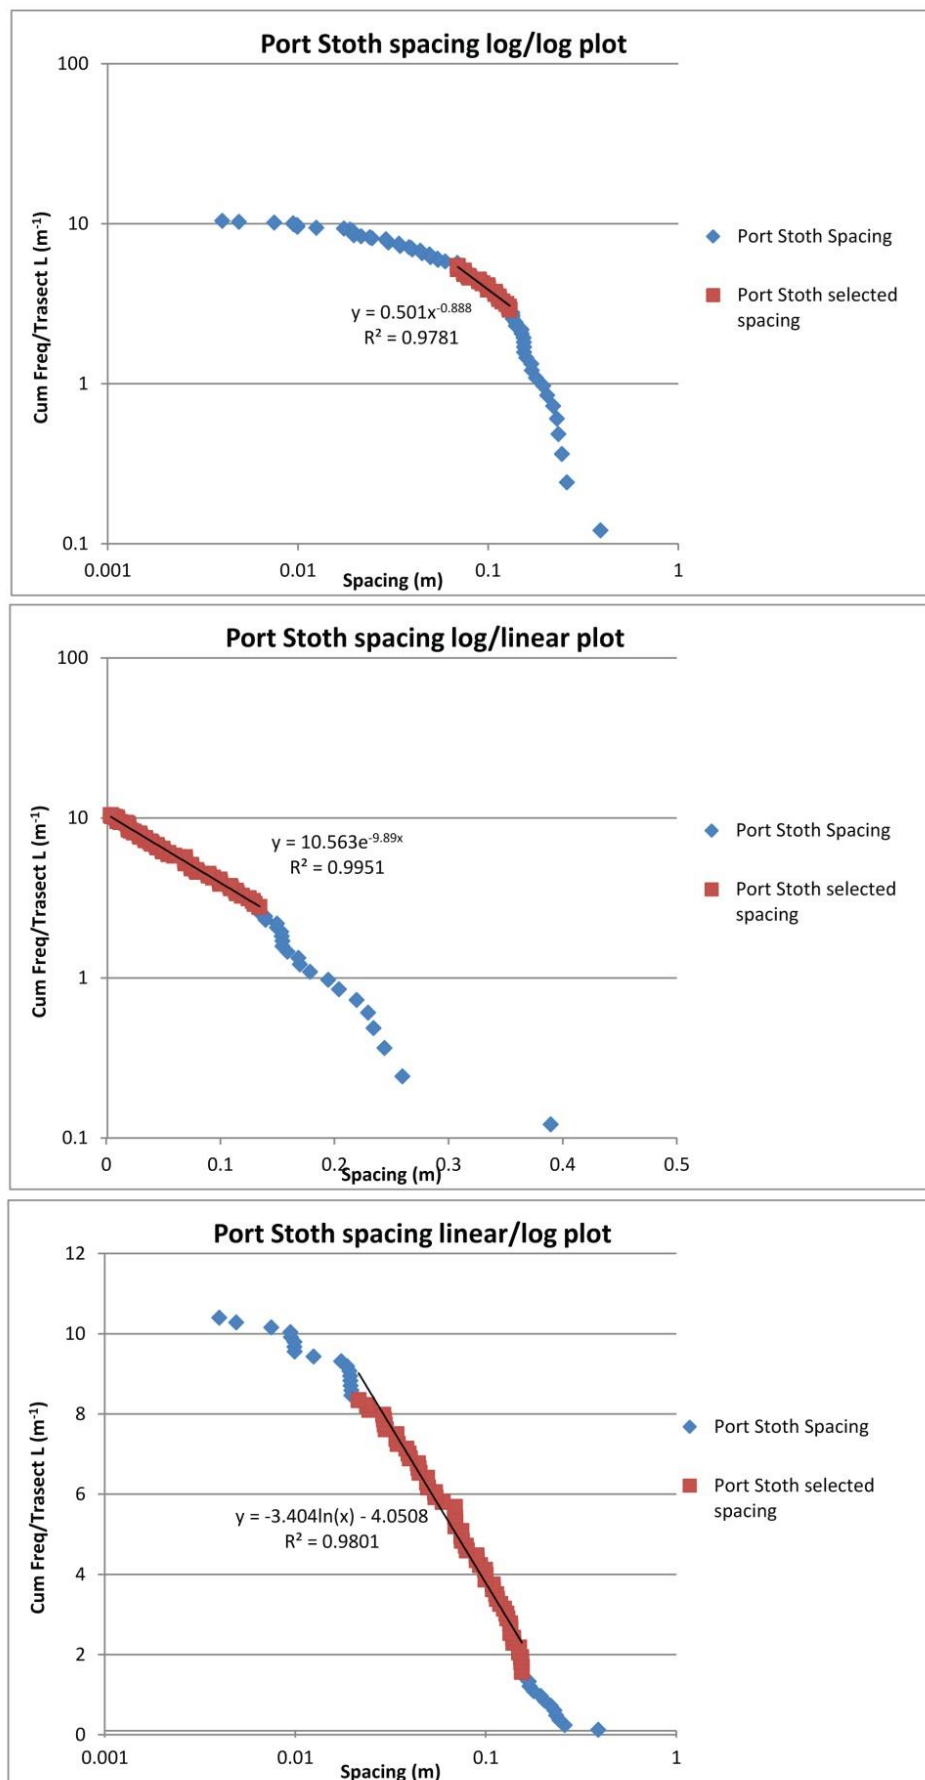 Port Stoth spacing log/log plot
100
10
1
0.1
0.001
0.01
0.1
1
Cum Freq/Trasect L (m⁻¹)
Spacing (m)
y = 0.501x⁻⁰·⁸⁸⁸
R² = 0.9781
Port Stoth Spacing
Port Stoth selected
spacing
Port Stoth spacing log/linear plot
100
10
1
0.1
0
0.1
0.2
0.3
0.4
0.5
Cum Freq/Trasect L (m⁻¹)
Spacing (m)
y = 10.563e⁻⁹·⁸⁹ˣ
R² = 0.9951
Port Stoth Spacing
Port Stoth selected
spacing
Port Stoth spacing linear/log plot
12
10
8
6
4
2
0
0.001
0.01
0.1
1
Cum Freq/Trasect L (m⁻¹)
Spacing (m)
y = -3.404ln(x) - 4.0508
R² = 0.9801
Port Stoth Spacing
Port Stoth selected
spacing